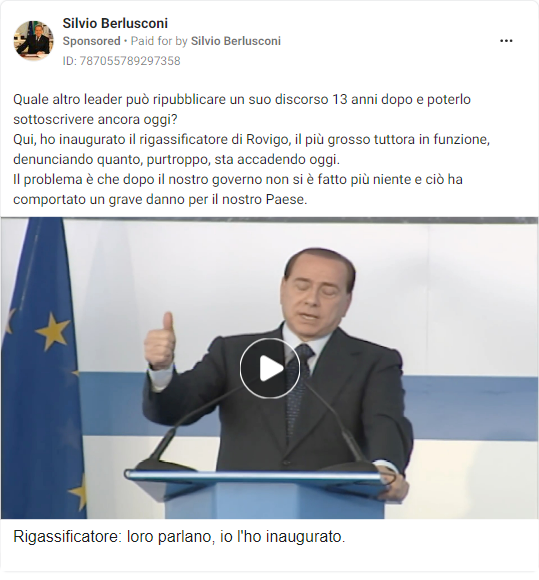 Silvio Berlusconi
Sponsored • Paid for by Silvio Berlusconi
ID: 787055789297358
Quale altro leader può ripubblicare un suo discorso 13 anni dopo e poterlo
sottoscrivere ancora oggi?
Qui, ho inaugurato il rigassificatore di Rovigo, il più grosso tuttora in funzione,
denunciando quanto, purtroppo, sta accadendo oggi.
Il problema è che dopo il nostro governo non si è fatto più niente e ciò ha
comportato un grave danno per il nostro Paese.
Rigassificatore: loro parlano, io l'ho inaugurato.